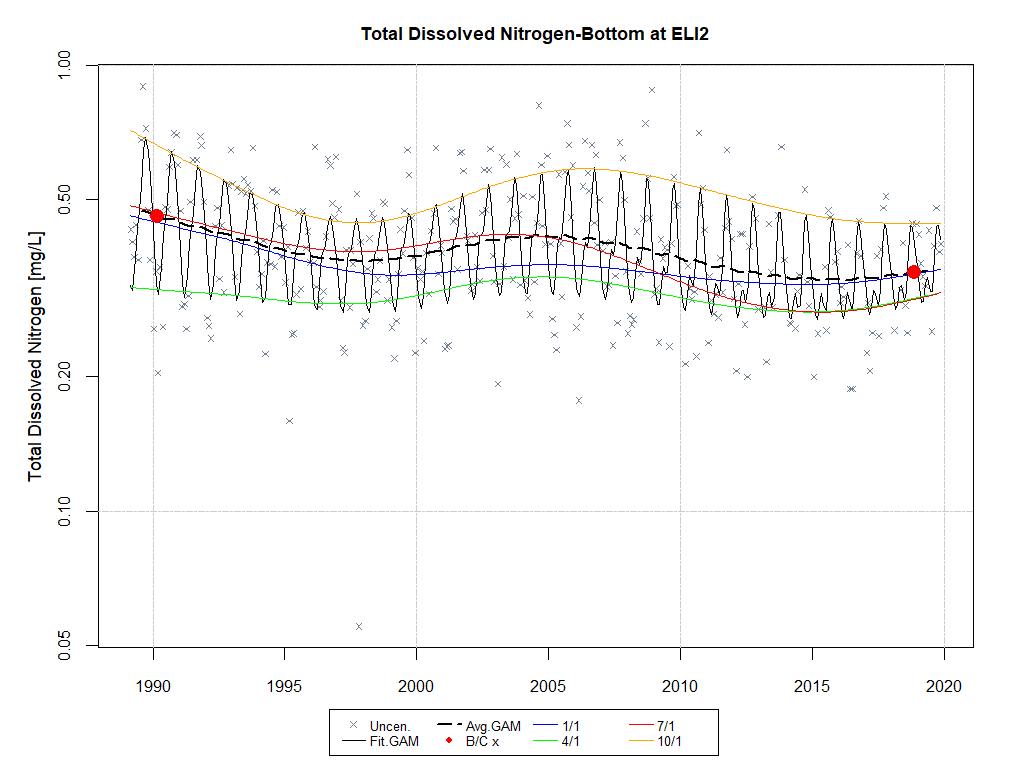 Total Dissolved Nitrogen-Bottom at ELI2
Total Dissolved Nitrogen [mg/L]
1.00
0.50
0.20
0.10
0.05
1990 1995 2000 2005 2010 2015 2020
Uncen. Avg.GAM 1/1 7/1
Fit.GAM B/C x 4/1 10/1